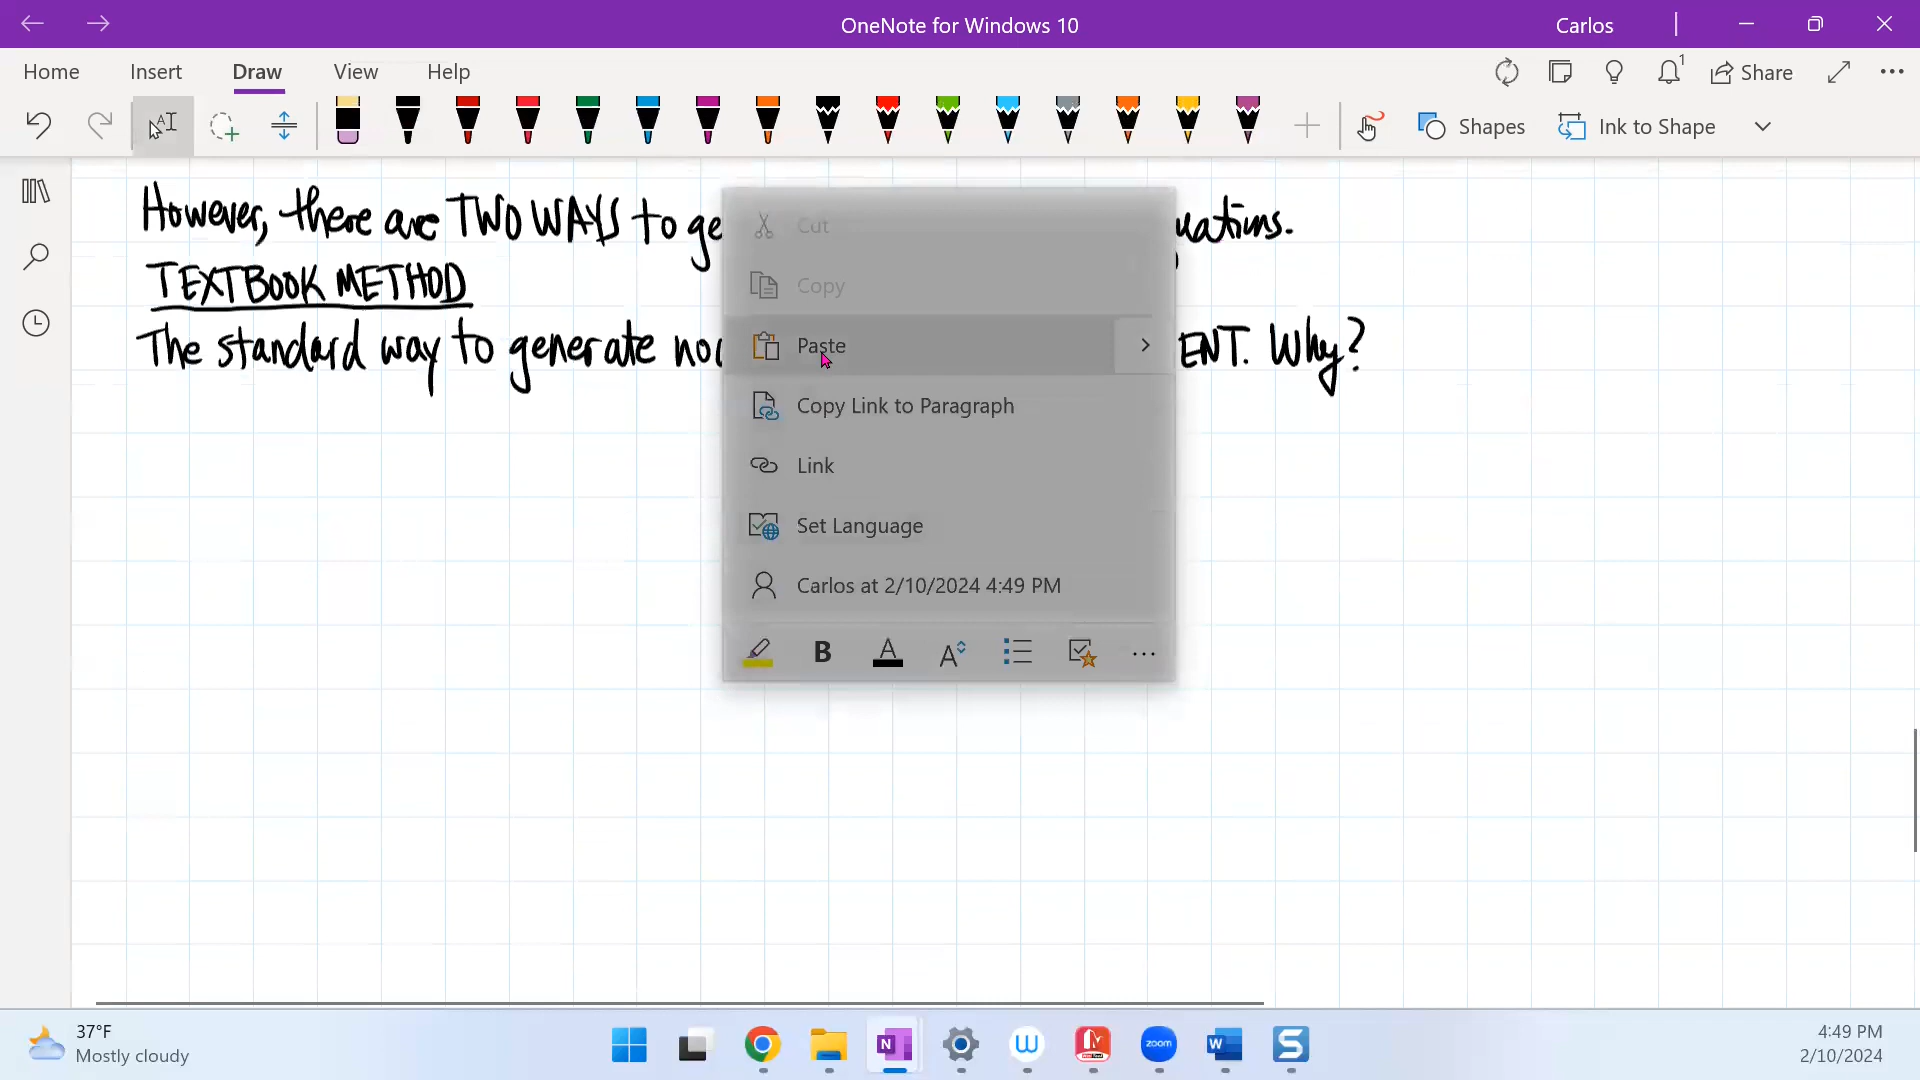 OneNote for Windows 10
Carlos
Home
Insert
Draw
View
Help
1
Share
Shapes
Ink to Shape
However, there are TWO WAYS to ge
uations.
TEXTBOOK METHOD
The standard way to generate no
ENT. Why?
Cut
Copy
Paste
Copy Link to Paragraph
Link
Set Language
Carlos at 2/10/2024 4:49 PM
B
A
A
37°F
Mostly cloudy
zoom
4:49 PM
2/10/2024